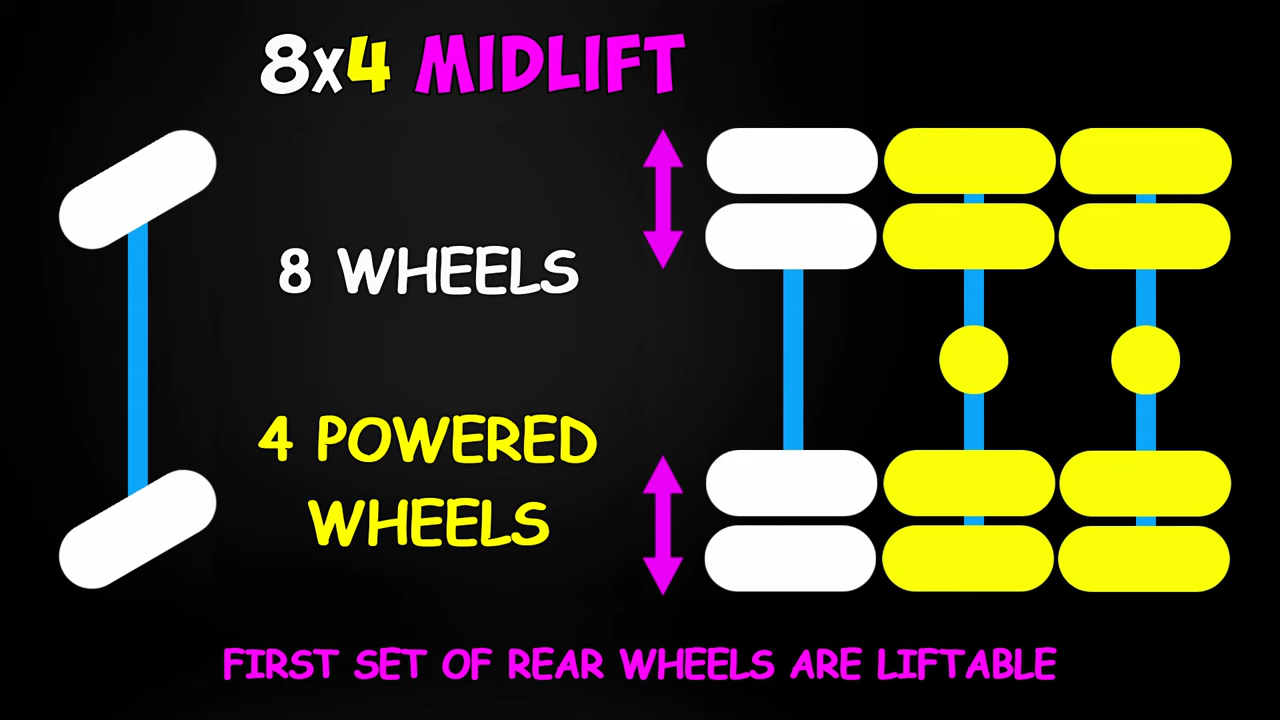 8x4 MIDLIFT
8 WHEELS
4 POWERED
WHEELS
FIRST SET OF REAR WHEELS ARE LIFTABLE